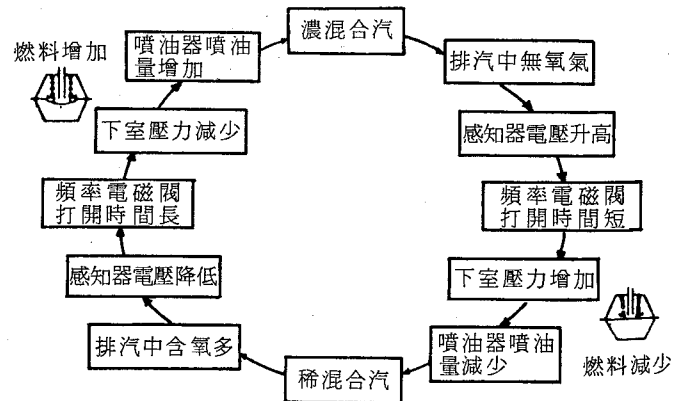 濃混合汽
排汽中無氧氣
感知器電壓升高
頻率電磁閥
打開時間短
下室壓力增加
噴油器噴油
量減少
燃料減少
稀混合汽
排汽中含氧多
感知器電壓降低
頻率電磁閥
打開時間長
下室壓力減少
噴油器噴油
量增加
燃料增加